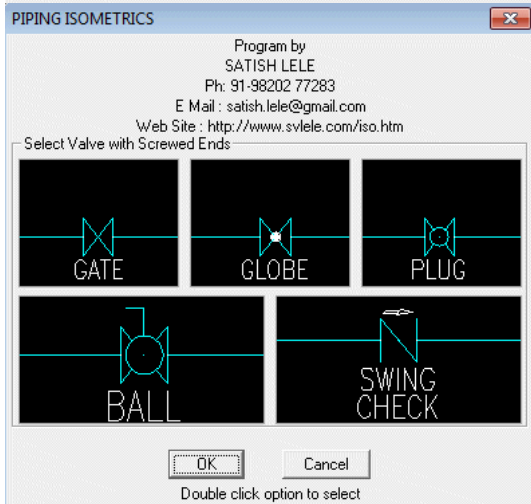 PIPING ISOMETRICS
Program by
SATISH LELE
Ph: 91-98202 77283
E Mail : satish.lele@gmail.com
Web Site : http://www.svlele.com/iso.htm
Select Valve with Screwed Ends
GATE
GLOBE
PLUG
BALL
SWING
CHECK
OK
Cancel
Double click option to select